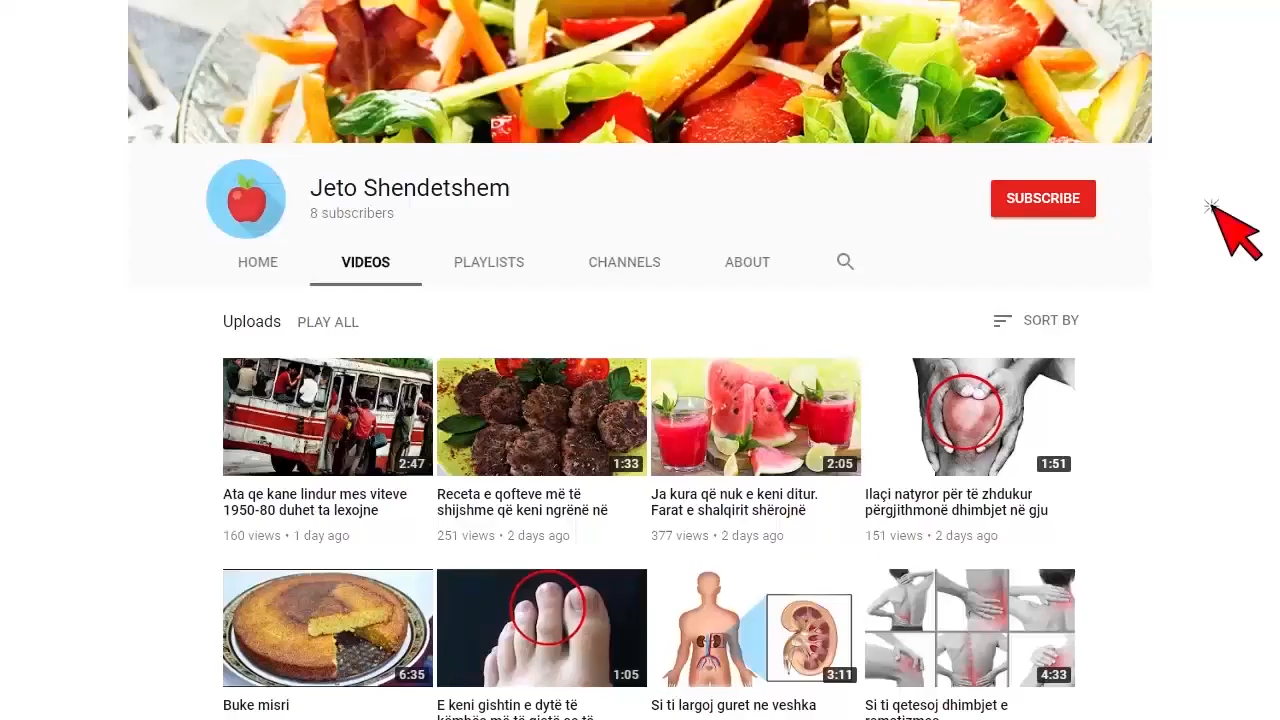 Jeto Shendetshem
8 subscribers
SUBSCRIBE
HOME
VIDEOS
PLAYLISTS
CHANNELS
ABOUT
Uploads
PLAY ALL
SORT BY
2:47
1:33
2:05
1:51
Ata qe kane lindur mes viteve
1950-80 duhet ta lexojne
160 views • 1 day ago
Receta e qofteve më të
shijshme që keni ngrënë në
251 views • 2 days ago
Ja kura që nuk e keni ditur.
Farat e shalqirit shërojnë
377 views • 2 days ago
Ilaçi natyror për të zhdukur
përgjithmonë dhimbjet në gju
151 views • 2 days ago
6:35
1:05
3:11
4:33
Buke misri
E keni gishtin e dytë të
Si ti largoj guret ne veshka
Si ti qetesoj dhimbjet e